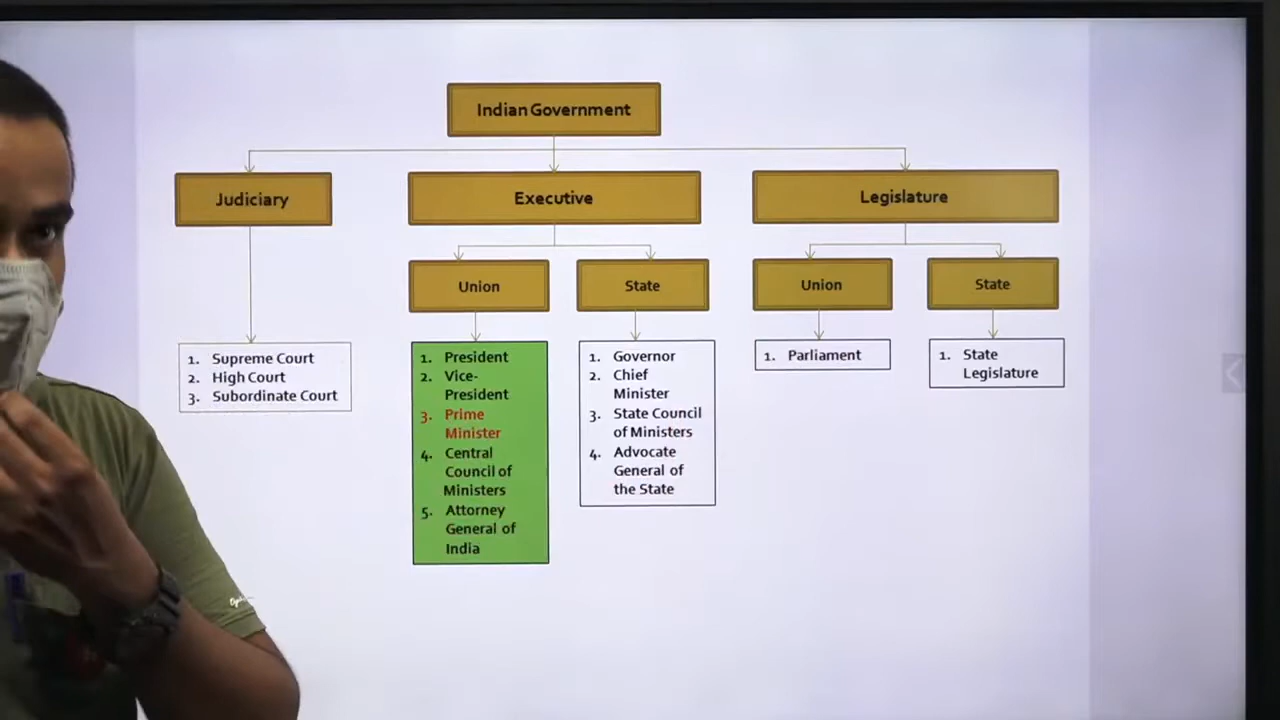 Indian Government
Judiciary
Executive
Legislature
Union
State
Union
State
1. Supreme Court
2. High Court
3. Subordinate Court
1. President
2. Vice-
President
3. Prime
Minister
4. Central
Council of
Ministers
5. Attorney
General of
India
1. Governor
2. Chief
Minister
3. State Council
of Ministers
4. Advocate
General of
the State
1. Parliament
1. State
Legislature